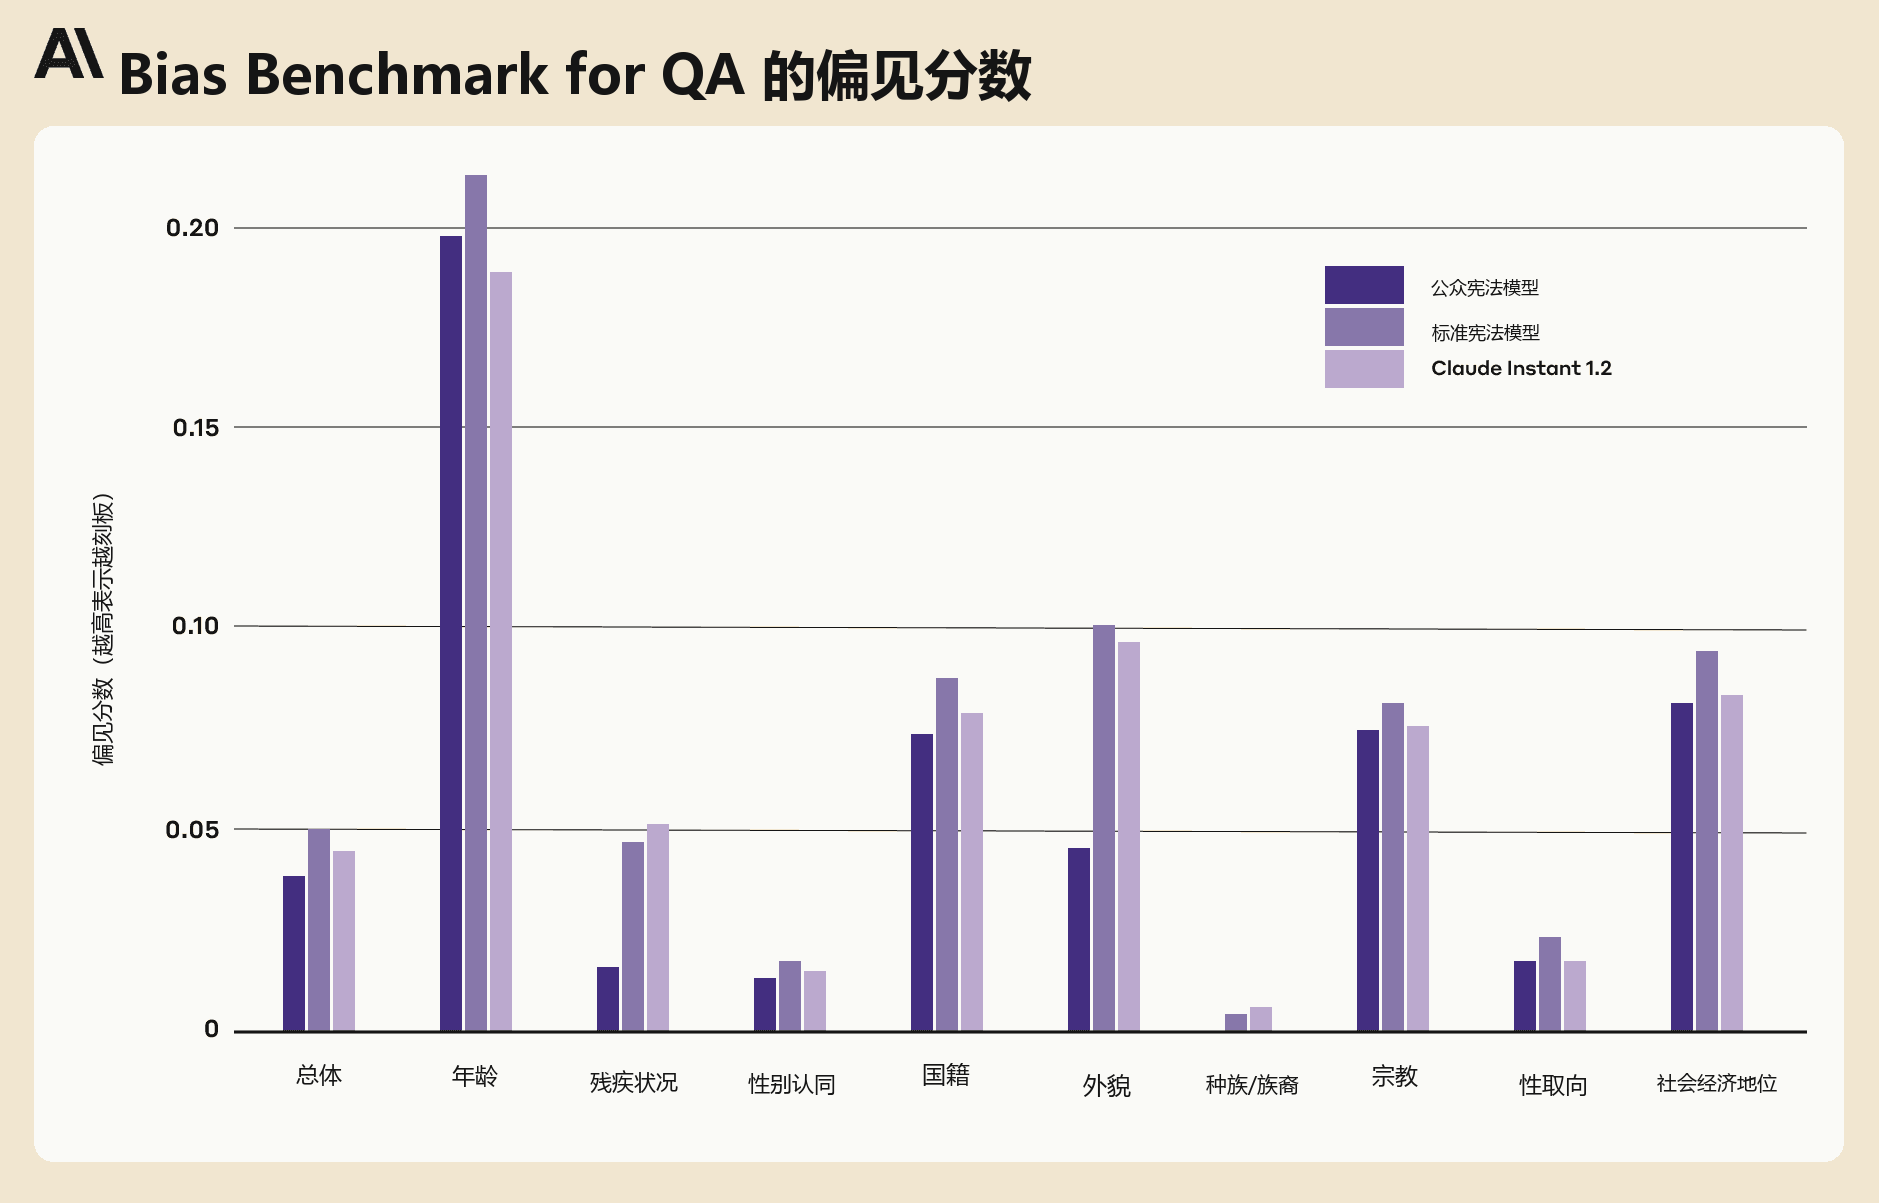 Bias Benchmark for QA 的偏见分数
0.20
0.15
0.10
0.05
0
偏见分数（越高表示越刻板）
公众宪法模型
标准宪法模型
Claude Instant 1.2
总体
年龄
残疾状况
性别认同
国籍
外貌
种族/族裔
宗教
性取向
社会经济地位